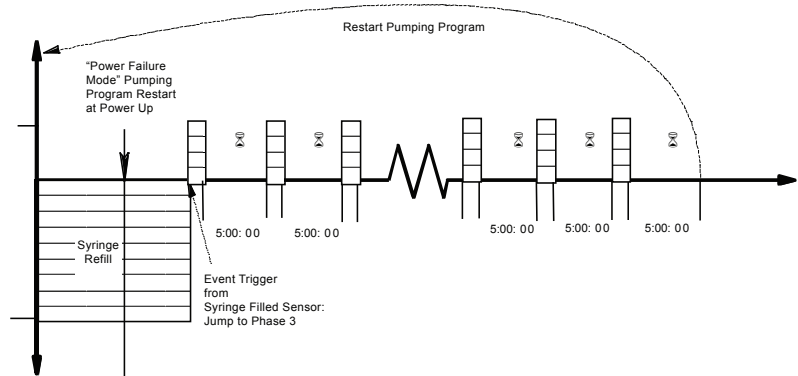 Restart Pumping Program
“Power Failure
Mode” Pumping
Program Restart
at Power Up
Syringe
Refill
5:00: 00
5:00: 00
5:00: 00
5:00: 00
5:00: 00
Event Trigger
from
Syringe Filled Sensor:
Jump to Phase 3